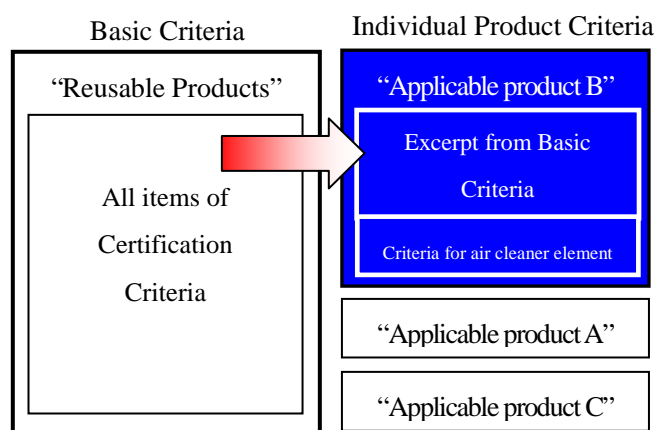 Basic Criteria
“Reusable Products”
All items of
Certification
Criteria
Individual Product Criteria
“Applicable product B”
Excerpt from Basic
Criteria
Criteria for air cleaner element
“Applicable product A”
“Applicable product C”